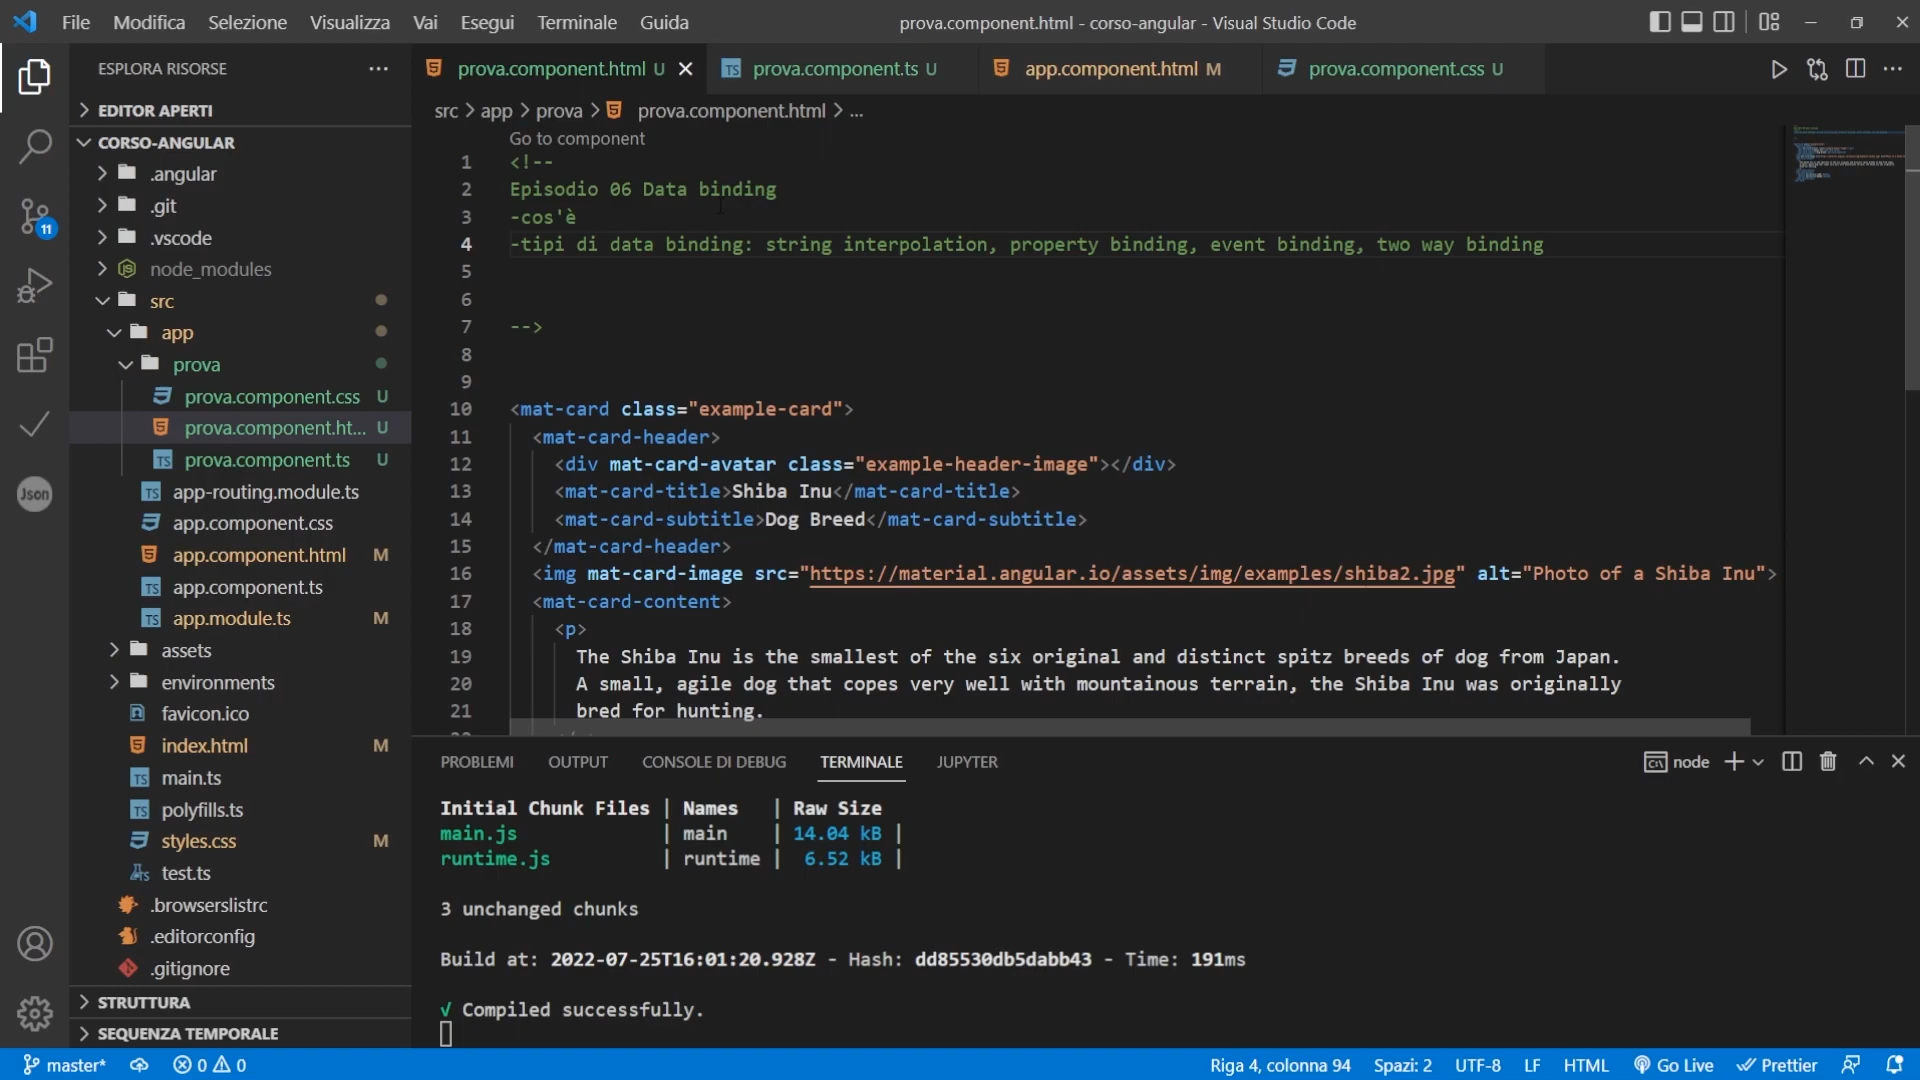 File Modifica Selezione Visualizza Vai Esegui Terminale Guida
prova.component.html - corso-angular - Visual Studio Code
ESPLORA RISORSE
EDITOR APERTI
CORSO-ANGULAR
.angular
.git
.vscode
node_modules
src
app
prova
prova.component.css U
prova.component.ht... U
prova.component.ts U
app-routing.module.ts
app.component.css
app.component.html M
app.component.ts
app.module.ts M
assets
environments
favicon.ico
index.html M
main.ts
polyfills.ts
styles.css M
test.ts
.browserslistrc
.editorconfig
.gitignore
STRUTTURA
SEQUENZA TEMPORALE
11
Json
prova.component.html U prova.component.ts U app.component.html M prova.component.css U
src > app > prova > prova.component.html > ...
Go to component
1 <!--
2 Episodio 06 Data binding
3 -cos'è
4 -tipi di data binding: string interpolation, property binding, event binding, two way binding
5
6
7 -->
8
9
10 <mat-card class="example-card">
11 <mat-card-header>
12 <div mat-card-avatar class="example-header-image"></div>
13 <mat-card-title>Shiba Inu</mat-card-title>
14 <mat-card-subtitle>Dog Breed</mat-card-subtitle>
15 </mat-card-header>
16 <img mat-card-image src="https://material.angular.io/assets/img/examples/shiba2.jpg" alt="Photo of a Shiba Inu">
17 <mat-card-content>
18 <p>
19 The Shiba Inu is the smallest of the six original and distinct spitz breeds of dog from Japan.
20 A small, agile dog that copes very well with mountainous terrain, the Shiba Inu was originally
21 bred for hunting.
PROBLEMI OUTPUT CONSOLE DI DEBUG TERMINALE JUPYTER
node
Initial Chunk Files | Names | Raw Size
main.js | main | 14.04 kB |
runtime.js | runtime | 6.52 kB |
3 unchanged chunks
Build at: 2022-07-25T16:01:20.928Z - Hash: dd85530db5dabb43 - Time: 191ms
√ Compiled successfully.
master* 0 0 Riga 4, colonna 94 Spazi: 2 UTF-8 LF HTML Go Live Prettier